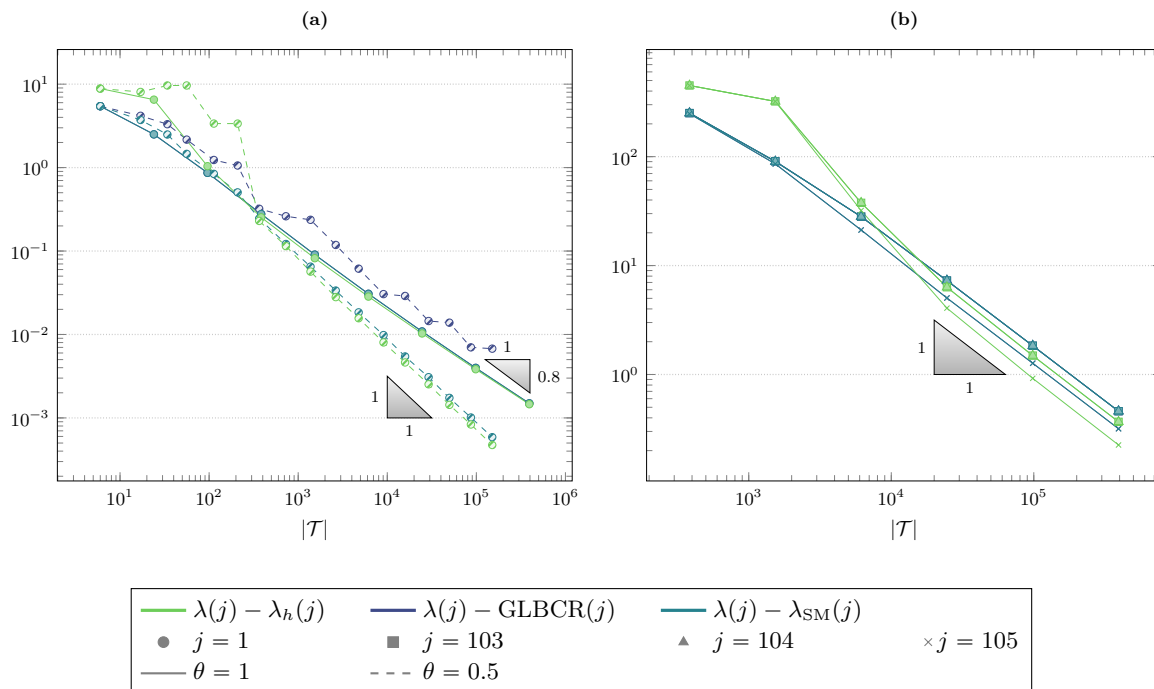 (a)
(b)
10^1
10^0
10^{-1}
10^{-2}
10^{-3}
10^1 10^2 10^3 10^4 10^5 10^6
|𝒯|
1
0.8
1
1
10^2
10^1
10^0
10^3 10^4 10^5
|𝒯|
1
1
λ(j) − λ_h(j) λ(j) − GLBCR(j) λ(j) − λ_SM(j)
j = 1 j = 103 j = 104 j = 105
θ = 1 θ = 0.5